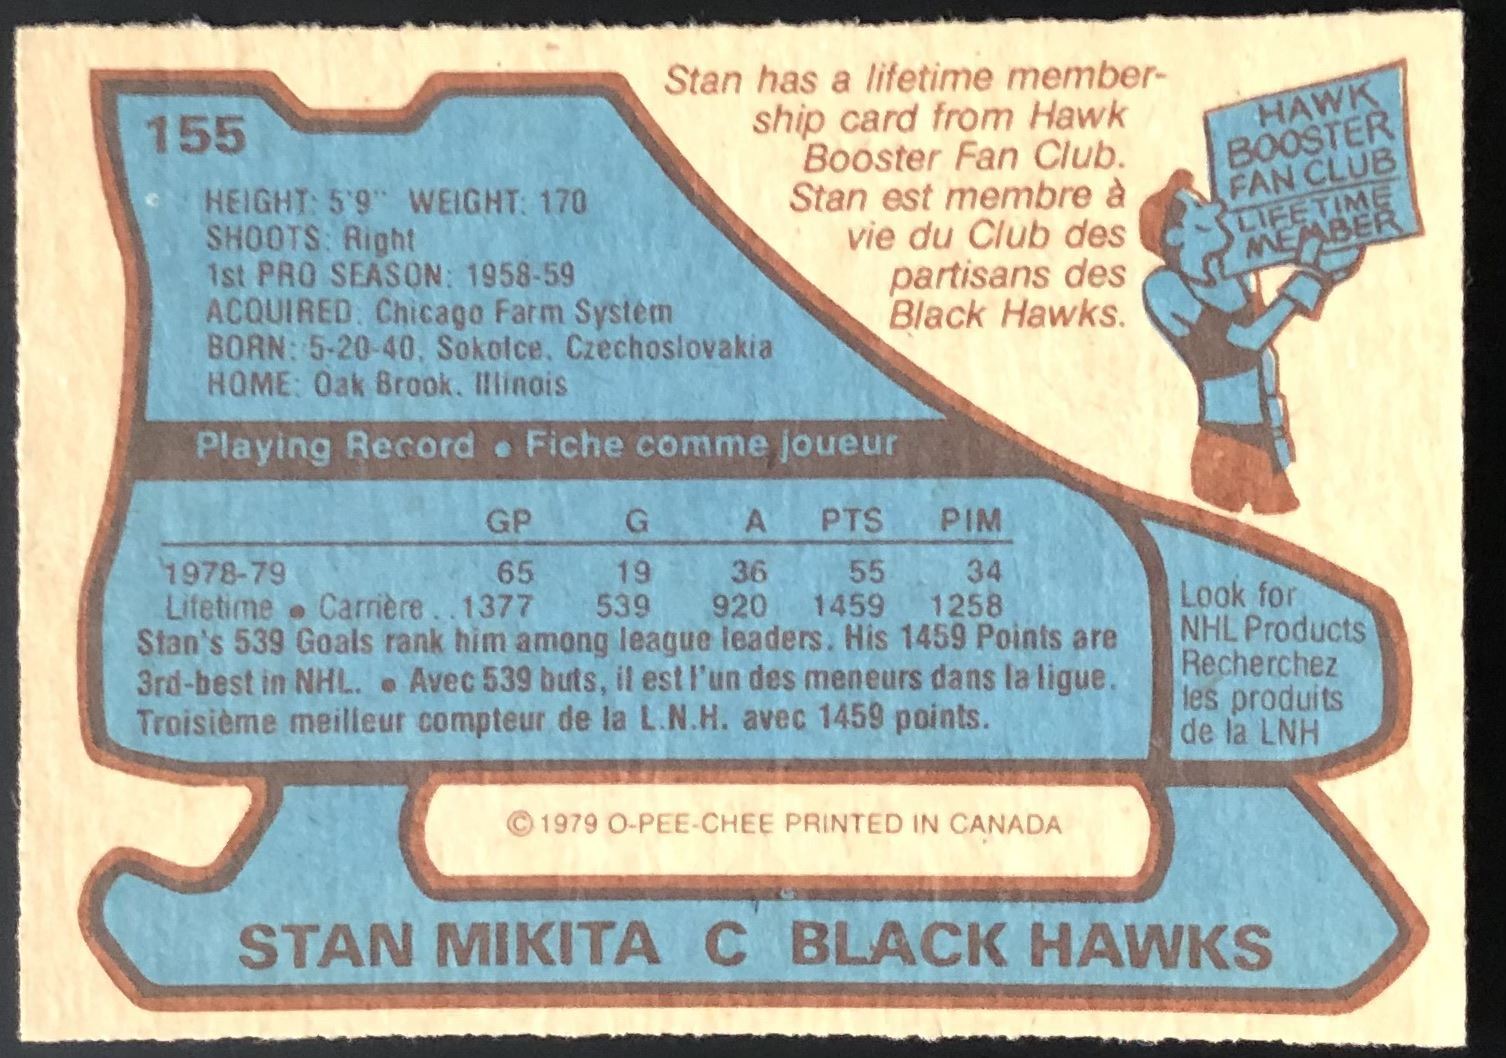 155
HEIGHT: 5'9" WEIGHT: 170
SHOOTS: Right
1st PRO SEASON: 1958-59
ACQUIRED: Chicago Farm System
BORN: 5-20-40, Sokolce, Czechoslovakia
HOME: Oak Brook, Illinois
Stan has a lifetime member-
ship card from Hawk
Booster Fan Club.
Stan est membre à
vie du Club des
partisans des
Black Hawks.
HAWK
BOOSTER
FAN CLUB
LIFETIME
MEMBER
Playing Record • Fiche comme joueur
GP G A PTS PIM
1978-79 65 19 36 55 34
Lifetime • Carrière .. 1377 539 920 1459 1258
Stan's 539 Goals rank him among league leaders. His 1459 Points are
3rd-best in NHL. • Avec 539 buts, il est l'un des meneurs dans la ligue.
Troisième meilleur compteur de la L.N.H. avec 1459 points.
Look for
NHL Products
Recherchez
les produits
de la LNH
© 1979 O-PEE-CHEE PRINTED IN CANADA
STAN MIKITA C BLACK HAWKS